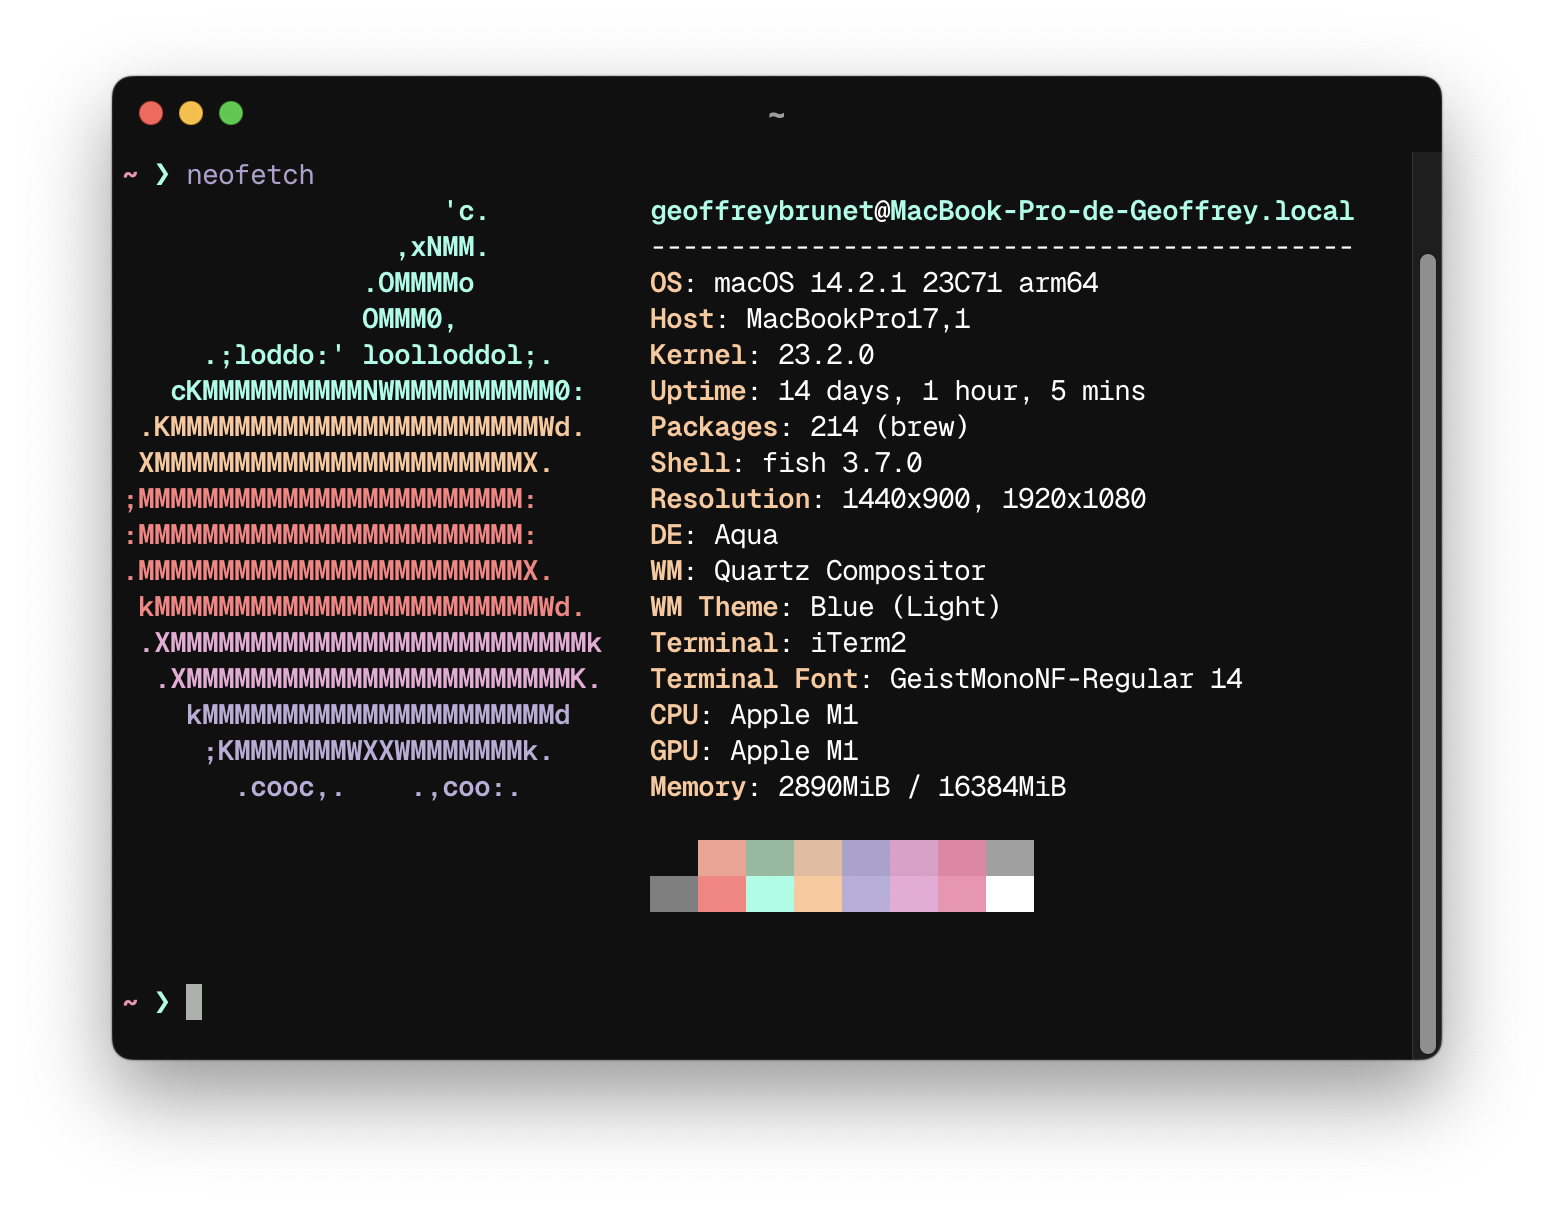 ~
~ ❯ neofetch
                    'c.          geoffreybrunet@MacBook-Pro-de-Geoffrey.local
                 ,xNMM.          --------------------------------------------
               .OMMMMo           OS: macOS 14.2.1 23C71 arm64
               OMMM0,            Host: MacBookPro17,1
     .;loddo:' loolloddol;.      Kernel: 23.2.0
   cKMMMMMMMMMMNWMMMMMMMMMM0:    Uptime: 14 days, 1 hour, 5 mins
 .KMMMMMMMMMMMMMMMMMMMMMMMWd.    Packages: 214 (brew)
 XMMMMMMMMMMMMMMMMMMMMMMMX.      Shell: fish 3.7.0
;MMMMMMMMMMMMMMMMMMMMMMMM:       Resolution: 1440x900, 1920x1080
:MMMMMMMMMMMMMMMMMMMMMMMM:       DE: Aqua
.MMMMMMMMMMMMMMMMMMMMMMMMX.      WM: Quartz Compositor
 kMMMMMMMMMMMMMMMMMMMMMMMMWd.    WM Theme: Blue (Light)
 .XMMMMMMMMMMMMMMMMMMMMMMMMMMk   Terminal: iTerm2
  .XMMMMMMMMMMMMMMMMMMMMMMMMK.   Terminal Font: GeistMonoNF-Regular 14
    kMMMMMMMMMMMMMMMMMMMMMMd     CPU: Apple M1
     ;KMMMMMMMWXXWMMMMMMMk.      GPU: Apple M1
       .cooc,.    .,coo:.        Memory: 2890MiB / 16384MiB
~ ❯